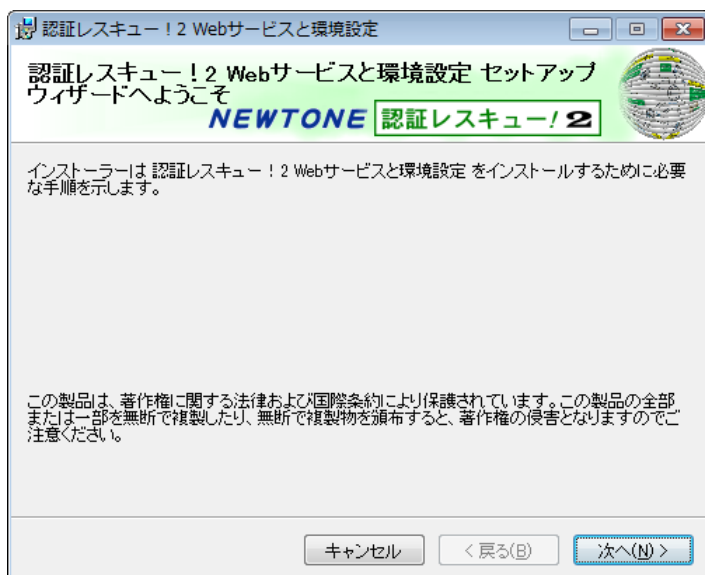 認証レスキュー！2 Webサービスと環境設定
認証レスキュー！2 Webサービスと環境設定 セットアップ
ウィザードへようこそ
NEWTONE 認証レスキュー!2
インストーラーは 認証レスキュー！2 Webサービスと環境設定 をインストールするために必要
な手順を示します。
この製品は、著作権に関する法律および国際条約により保護されています。この製品の全部
または一部を無断で複製したり、無断で複製物を頒布すると、著作権の侵害となりますのでご
注意ください。
キャンセル <戻る(B) 次へ(N)>